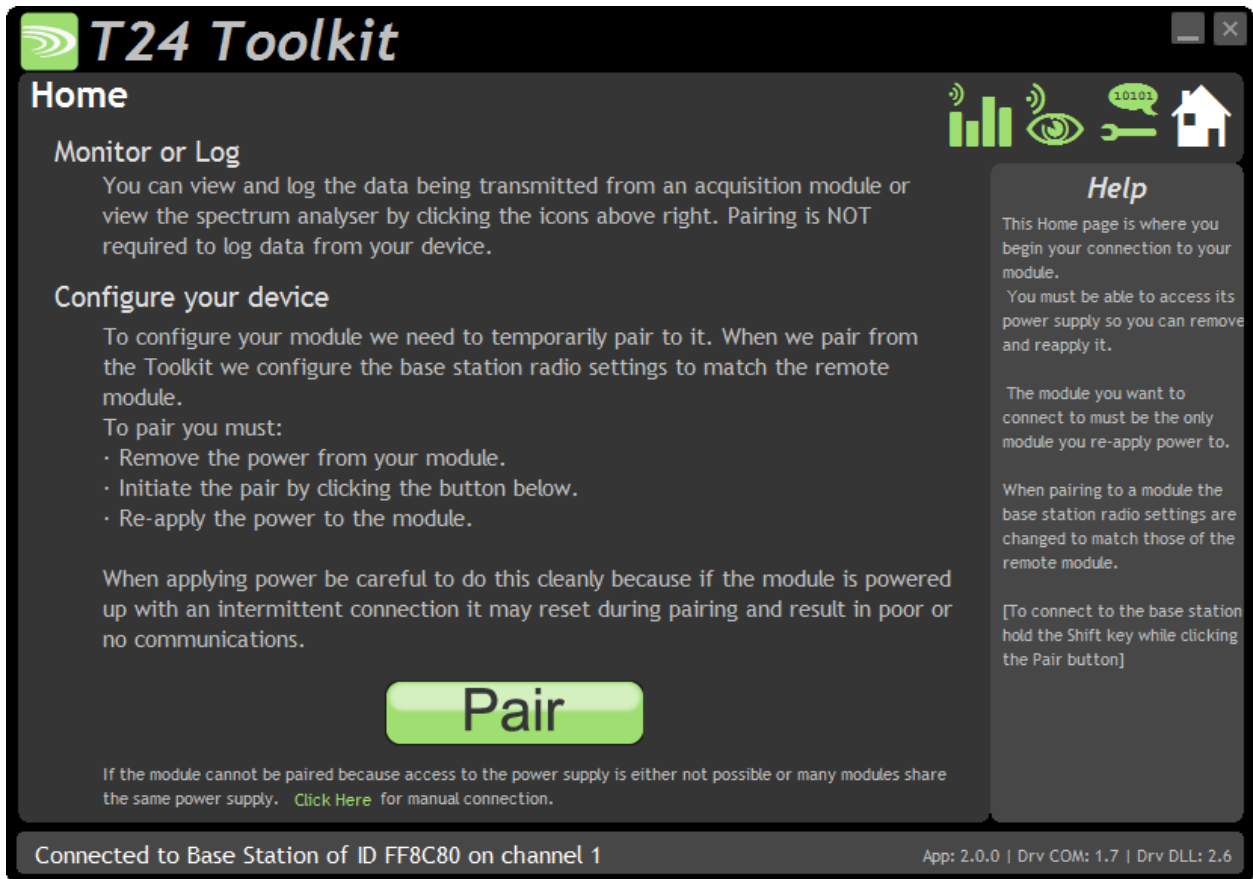 T24 Toolkit
Home
10101
Monitor or Log
You can view and log the data being transmitted from an acquisition module or
view the spectrum analyser by clicking the icons above right. Pairing is NOT
required to log data from your device.
Configure your device
To configure your module we need to temporarily pair to it. When we pair from
the Toolkit we configure the base station radio settings to match the remote
module.
To pair you must:
· Remove the power from your module.
· Initiate the pair by clicking the button below.
· Re-apply the power to the module.
When applying power be careful to do this cleanly because if the module is powered
up with an intermittent connection it may reset during pairing and result in poor or
no communications.
Pair
If the module cannot be paired because access to the power supply is either not possible or many modules share
the same power supply. Click Here for manual connection.
Help
This Home page is where you
begin your connection to your
module.
You must be able to access its
power supply so you can remove
and reapply it.
The module you want to
connect to must be the only
module you re-apply power to.
When pairing to a module the
base station radio settings are
changed to match those of the
remote module.
[To connect to the base station
hold the Shift key while clicking
the Pair button]
Connected to Base Station of ID FF8C80 on channel 1
App: 2.0.0 | Drv COM: 1.7 | Drv DLL: 2.6